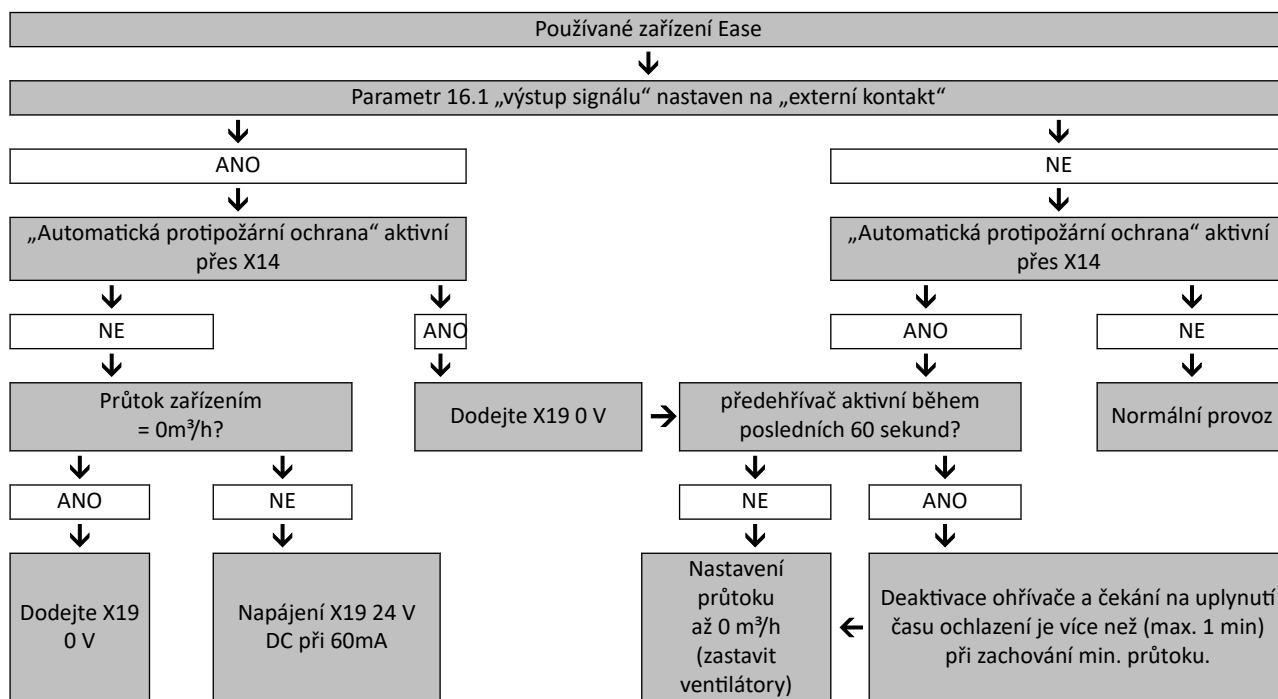 Používané zařízení Ease
Parametr 16.1 „výstup signálu“ nastaven na „externí kontakt“
ANO
NE
„Automatická protipožární ochrana“ aktivní
přes X14
„Automatická protipožární ochrana“ aktivní
přes X14
NE
ANO
ANO
NE
Průtok zařízením
= 0m³/h?
Dodejte X19 0 V
předehřívač aktivní během
posledních 60 sekund?
Normální provoz
ANO
NE
NE
ANO
Dodejte X19
0 V
Napájení X19 24 V
DC při 60mA
Nastavení
průtoku
až 0 m³/h
(zastavit
ventilátory)
Deaktivace ohřívače a čekání na uplynutí
času ochlazení je více než (max. 1 min)
při zachování min. průtoku.